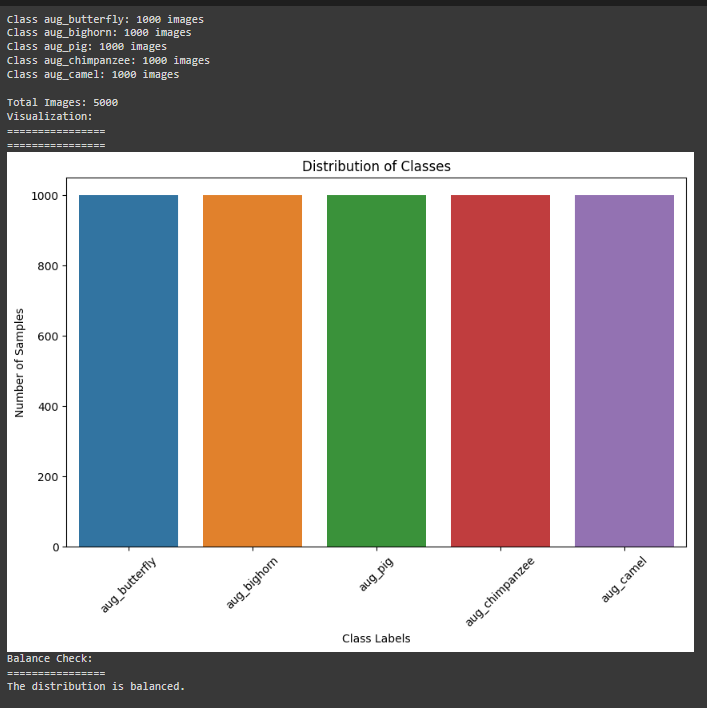 Class aug_butterfly: 1000 images
Class aug_bighorn: 1000 images
Class aug_pig: 1000 images
Class aug_chimpanzee: 1000 images
Class aug_camel: 1000 images
Total Images: 5000
Visualization:
================
================
Distribution of Classes
1000
800
600
400
200
0
Number of Samples
aug_butterfly
aug_bighorn
aug_pig
aug_chimpanzee
aug_camel
Class Labels
Balance Check:
================
The distribution is balanced.